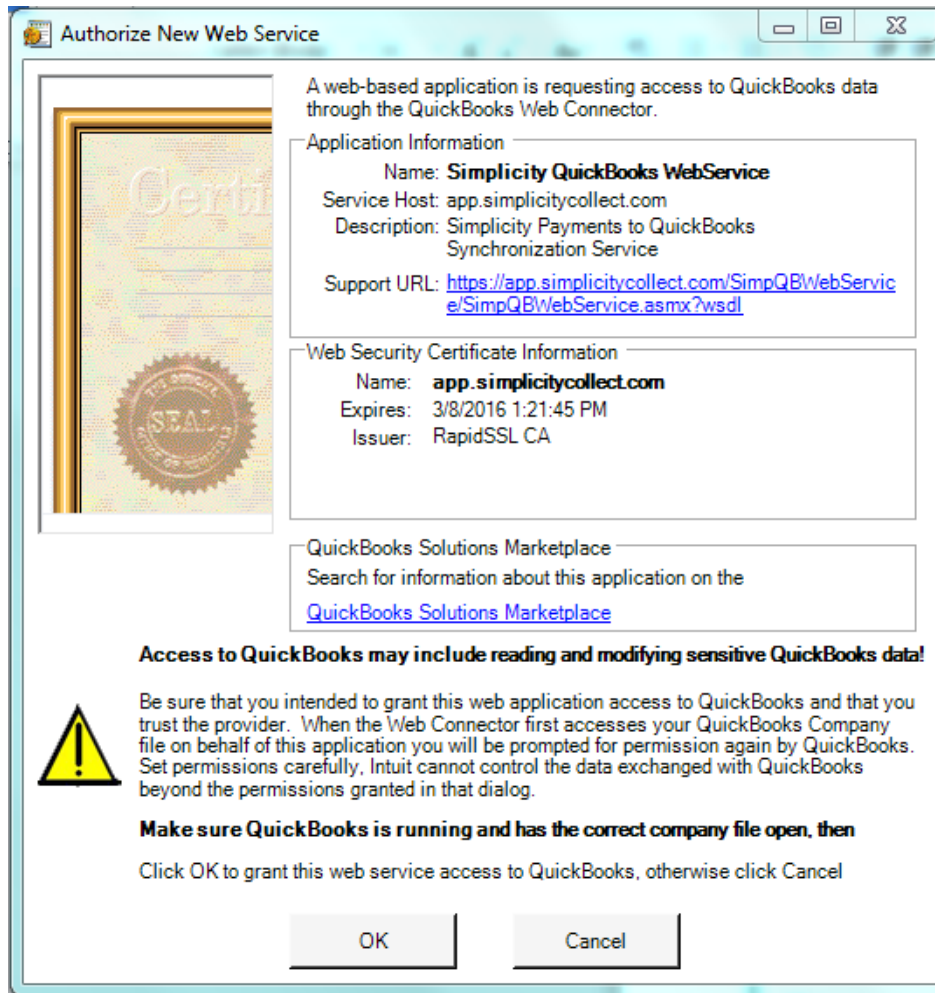 Authorize New Web Service
Certi
THE OFFICIAL
SEAL
A web-based application is requesting access to QuickBooks data
through the QuickBooks Web Connector.
Application Information
Name: Simplicity QuickBooks WebService
Service Host: app.simplicitycollect.com
Description: Simplicity Payments to QuickBooks
Synchronization Service
Support URL: https://app.simplicitycollect.com/SimpQBWebServic
e/SimpQBWebService.asmx?wsdl
Web Security Certificate Information
Name: app.simplicitycollect.com
Expires: 3/8/2016 1:21:45 PM
Issuer: RapidSSL CA
QuickBooks Solutions Marketplace
Search for information about this application on the
QuickBooks Solutions Marketplace
Access to QuickBooks may include reading and modifying sensitive QuickBooks data!
Be sure that you intended to grant this web application access to QuickBooks and that you
trust the provider. When the Web Connector first accesses your QuickBooks Company
file on behalf of this application you will be prompted for permission again by QuickBooks.
Set permissions carefully, Intuit cannot control the data exchanged with QuickBooks
beyond the permissions granted in that dialog.
Make sure QuickBooks is running and has the correct company file open, then
Click OK to grant this web service access to QuickBooks, otherwise click Cancel
OK
Cancel